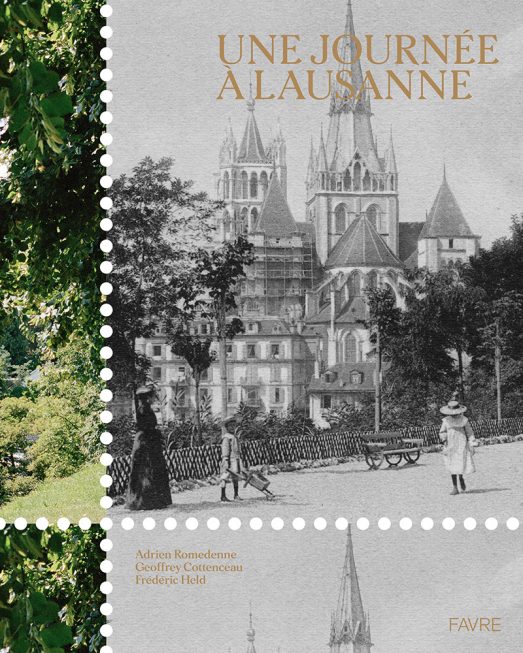 UNE JOURNÉE
À LAUSANNE
Adrien Romedenne
Geoffrey Cottenceau
Frédéric Held
FAVRE